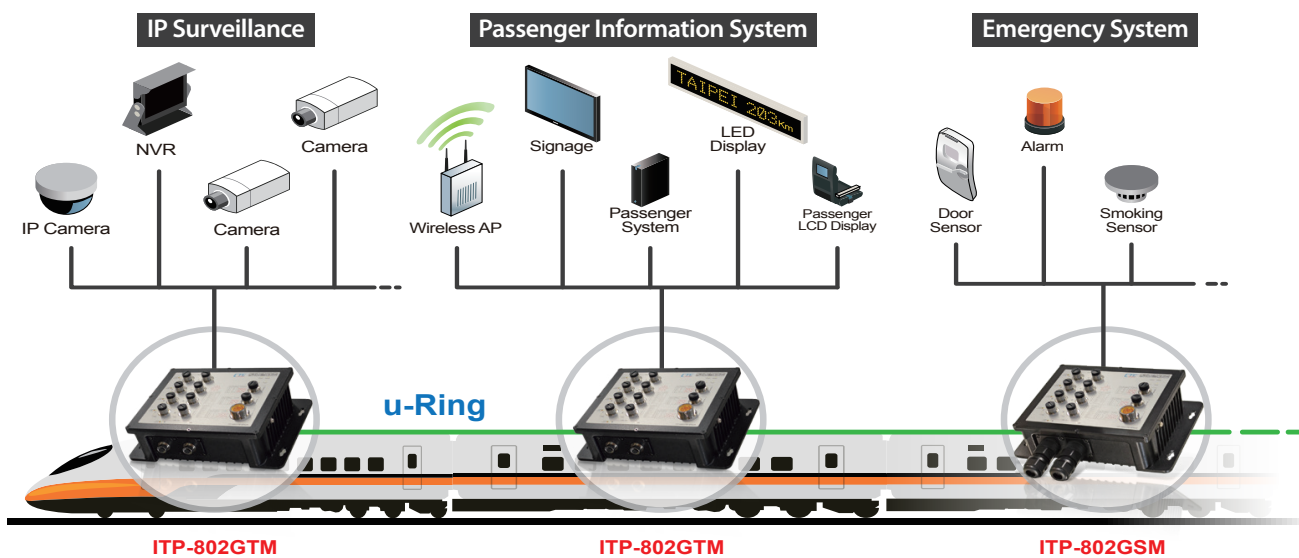 IP Surveillance
Passenger Information System
Emergency System
NVR
Camera
IP Camera
Camera
Signage
TAIPEI 203Km
LED
Display
Wireless AP
Passenger
System
Passenger
LCD Display
Alarm
Door
Sensor
Smoking
Sensor
u-Ring
ITP-802GTM
ITP-802GTM
ITP-802GSM